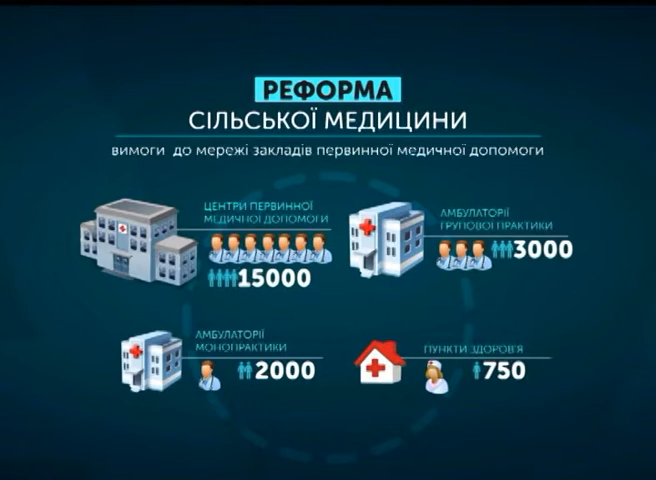 РЕФОРМА
СІЛЬСЬКОЇ МЕДИЦИНИ
вимоги до мережі закладів первинної медичної допомоги
ЦЕНТРИ ПЕРВИННОЇ
МЕДИЧНОЇ ДОПОМОГИ
15000
АМБУЛАТОРІЇ
ГРУПОВОЇ ПРАКТИКИ
3000
АМБУЛАТОРІЇ
МОНОПРАКТИКИ
2000
ПУНКТИ ЗДОРОВ'Я
750